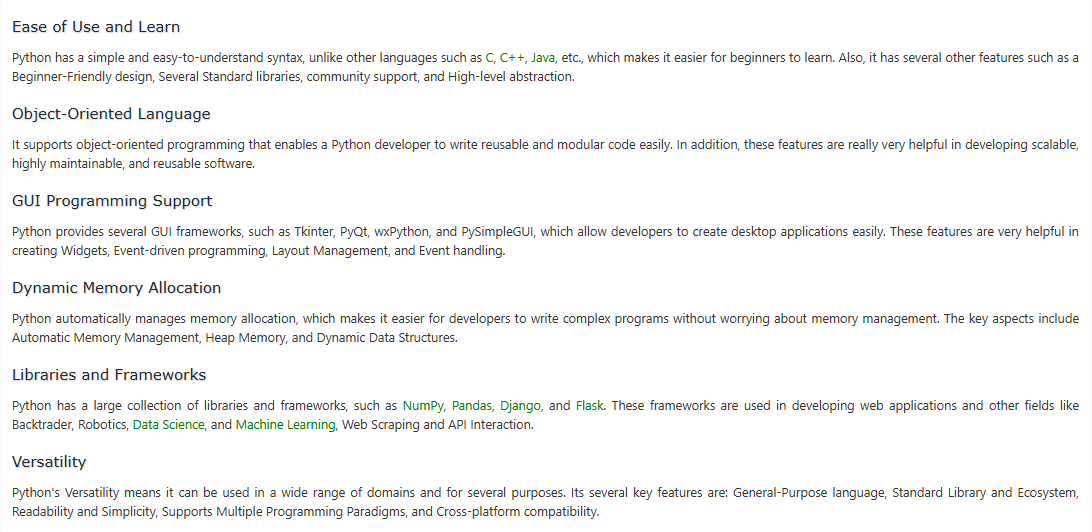 Ease of Use and Learn
Python has a simple and easy-to-understand syntax, unlike other languages such as C, C++, Java, etc., which makes it easier for beginners to learn. Also, it has several other features such as a
Beginner-Friendly design, Several Standard libraries, community support, and High-level abstraction.
Object-Oriented Language
It supports object-oriented programming that enables a Python developer to write reusable and modular code easily. In addition, these features are really very helpful in developing scalable,
highly maintainable, and reusable software.
GUI Programming Support
Python provides several GUI frameworks, such as Tkinter, PyQt, wxPython, and PySimpleGUI, which allow developers to create desktop applications easily. These features are very helpful in
creating Widgets, Event-driven programming, Layout Management, and Event handling.
Dynamic Memory Allocation
Python automatically manages memory allocation, which makes it easier for developers to write complex programs without worrying about memory management. The key aspects include
Automatic Memory Management, Heap Memory, and Dynamic Data Structures.
Libraries and Frameworks
Python has a large collection of libraries and frameworks, such as NumPy, Pandas, Django, and Flask. These frameworks are used in developing web applications and other fields like
Backtrader, Robotics, Data Science, and Machine Learning, Web Scraping and API Interaction.
Versatility
Python's Versatility means it can be used in a wide range of domains and for several purposes. Its several key features are: General-Purpose language, Standard Library and Ecosystem,
Readability and Simplicity, Supports Multiple Programming Paradigms, and Cross-platform compatibility.